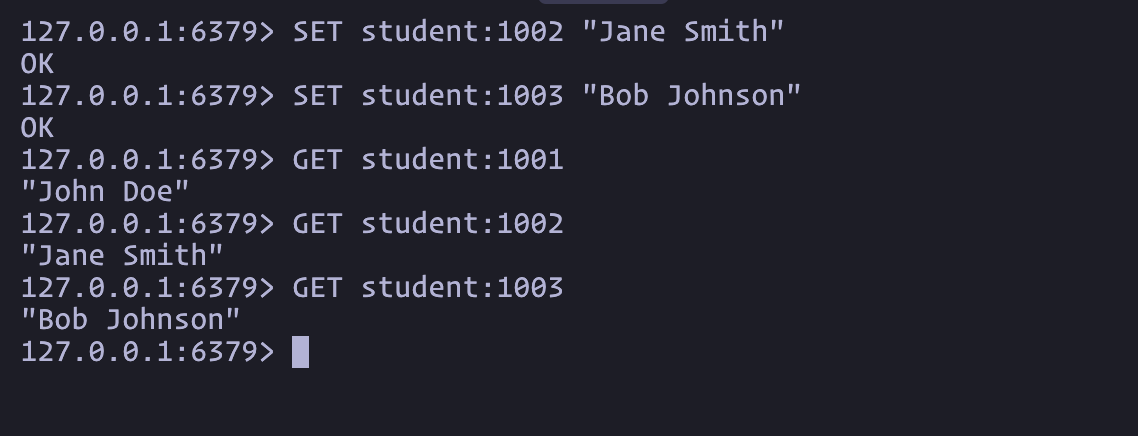 127.0.0.1:6379> SET student:1002 "Jane Smith"
OK
127.0.0.1:6379> SET student:1003 "Bob Johnson"
OK
127.0.0.1:6379> GET student:1001
"John Doe"
127.0.0.1:6379> GET student:1002
"Jane Smith"
127.0.0.1:6379> GET student:1003
"Bob Johnson"
127.0.0.1:6379>